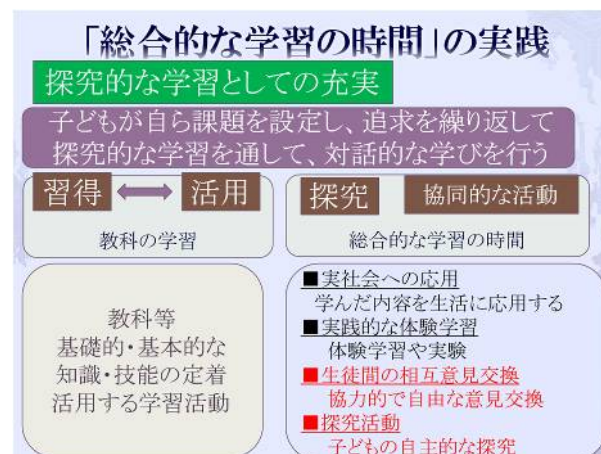 「総合的な学習の時間」の実践
探究的な学習としての充実
子どもが自ら課題を設定し、追求を繰り返して
探究的な学習を通して、対話的な学びを行う
習得 活用
教科の学習
探究 協同的な活動
総合的な学習の時間
教科等
基礎的・基本的な
知識・技能の定着
活用する学習活動
■実社会への応用
学んだ内容を生活に応用する
■実践的な体験学習
体験学習や実験
■生徒間の相互意見交換
協力的で自由な意見交換
■探究活動
子どもの自主的な探究